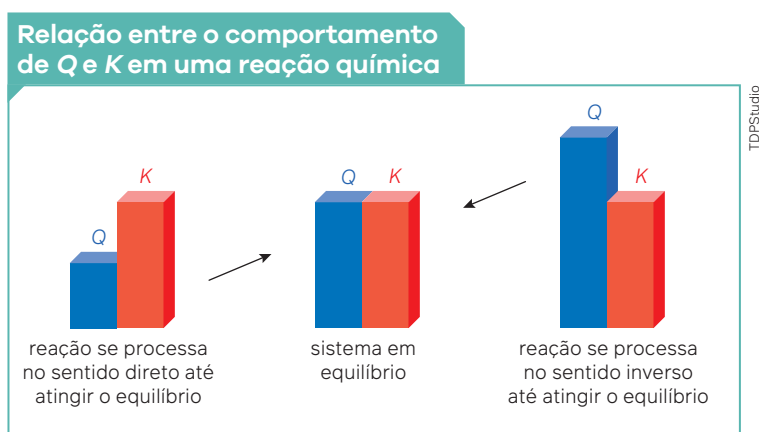 Relação entre o comportamento
de Q e K em uma reação química
TDPStudio
Q
K
Q
K
Q
K
reação se processa
no sentido direto até
atingir o equilíbrio
sistema em
equilíbrio
reação se processa
no sentido inverso
até atingir o equilíbrio